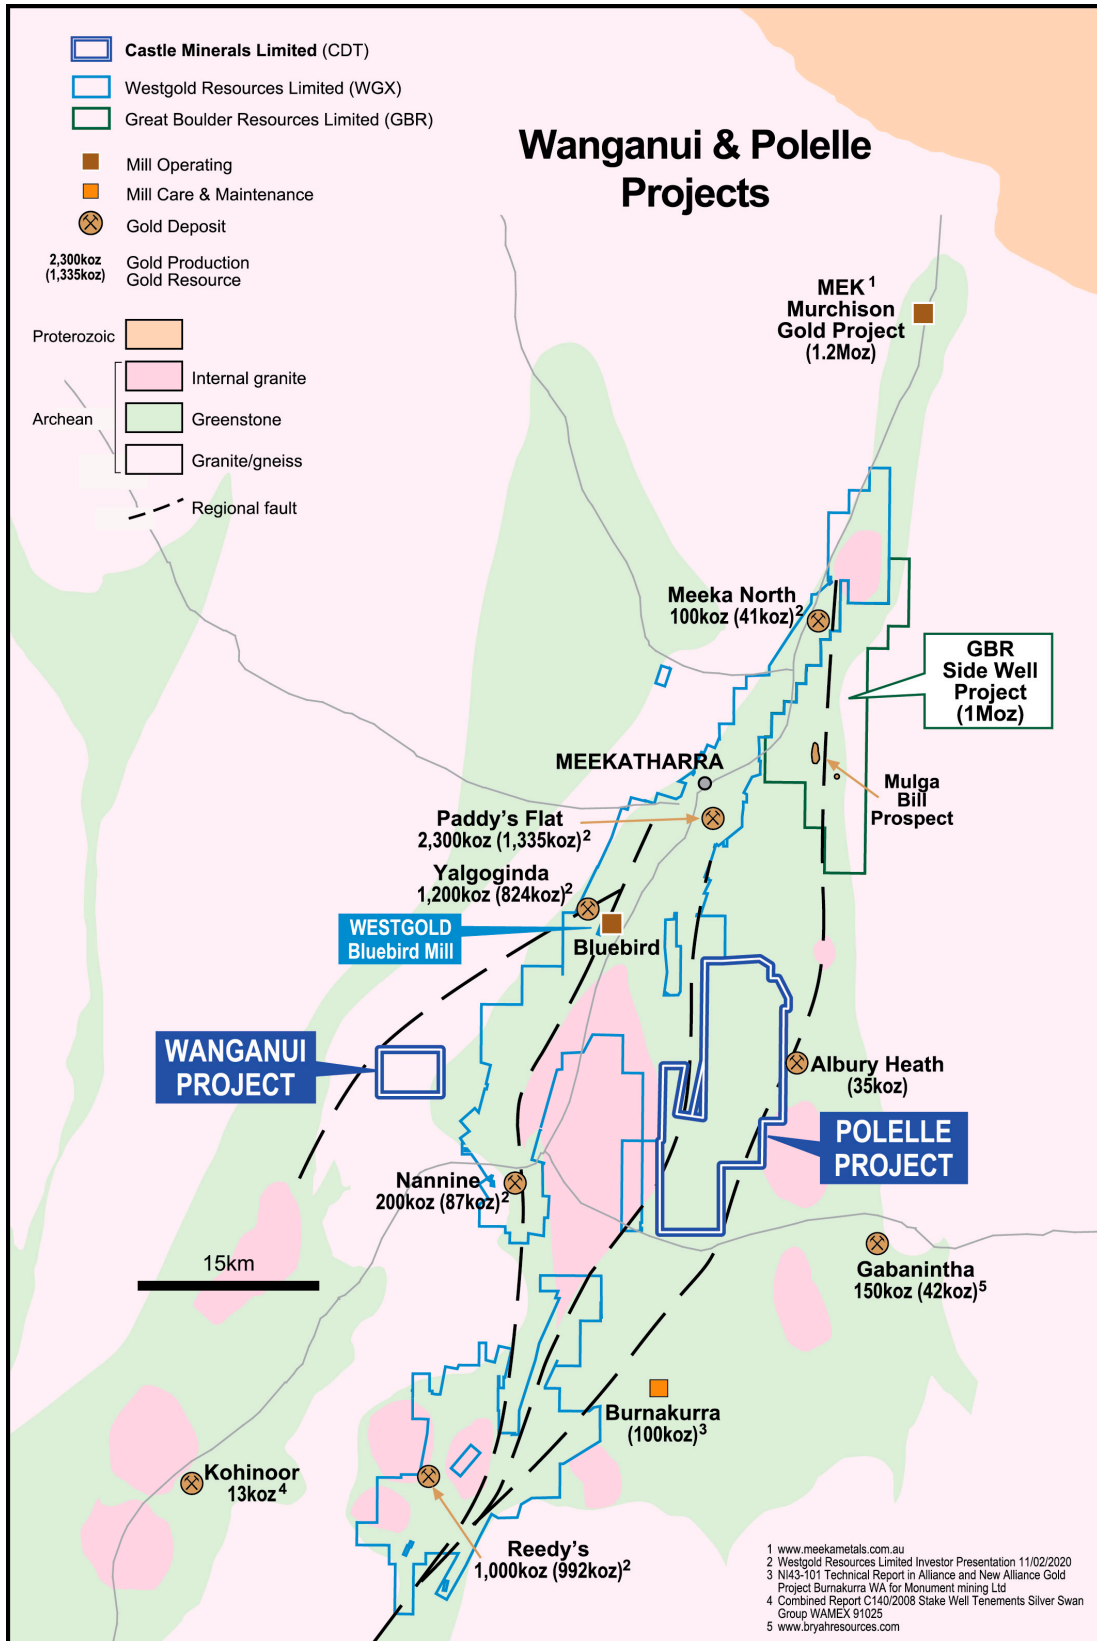 Castle Minerals Limited (CDT)
Westgold Resources Limited (WGX)
Great Boulder Resources Limited (GBR)
Mill Operating
Mill Care & Maintenance
Gold Deposit
2,300koz
(1,335koz)
Gold Production
Gold Resource
Proterozoic
Internal granite
Archean
Greenstone
Granite/gneiss
Regional fault
Wanganui & Polelle
Projects
MEK 1
Murchison
Gold Project
(1.2Moz)
Meeka North
100koz (41koz)2
GBR
Side Well
Project
(1Moz)
MEEKATHARRA
Mulga
Bill
Prospect
Paddy's Flat
2,300koz (1,335koz)2
Yalgoginda
1,200koz (824koz)2
WESTGOLD
Bluebird Mill
Bluebird
WANGANUI
PROJECT
Albury Heath
(35koz)
POLELLE
PROJECT
Nannine
200koz (87koz)2
15km
Gabanintha
150koz (42koz)5
Burnakurra
(100koz)3
Kohinoor
13koz4
Reedy's
1,000koz (992koz)2
1 www.meekametals.com.au
2 Westgold Resources Limited Investor Presentation 11/02/2020
3 NI43-101 Technical Report in Alliance and New Alliance Gold
Project Burnakurra WA for Monument mining Ltd
4 Combined Report C140/2008 Stake Well Tenements Silver Swan
Group WAMEX 91025
5 www.bryahresources.com